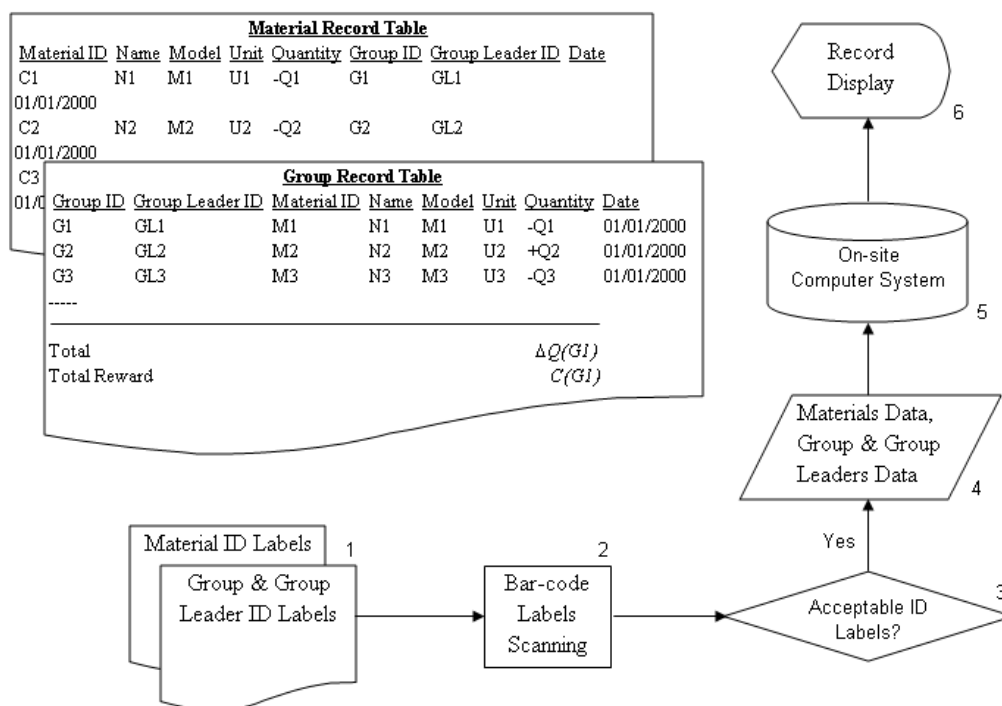 Material Record Table
Material ID Name Model Unit Quantity Group ID Group Leader ID Date
C1 N1 M1 U1 -Q1 G1 GL1
01/01/2000
C2 N2 M2 U2 -Q2 G2 GL2
01/01/2000
C3
01/0
Group Record Table
Group ID Group Leader ID Material ID Name Model Unit Quantity Date
G1 GL1 M1 N1 M1 U1 -Q1 01/01/2000
G2 GL2 M2 N2 M2 U2 +Q2 01/01/2000
G3 GL3 M3 N3 M3 U3 -Q3 01/01/2000
-----
Total ΔQ(G1)
Total Reward C(G1)
Record
Display
6
On-site
Computer System
5
Materials Data,
Group & Group
Leaders Data
4
Yes
Material ID Labels
1
Group & Group
Leader ID Labels
2
Bar-code
Labels
Scanning
3
Acceptable ID
Labels?